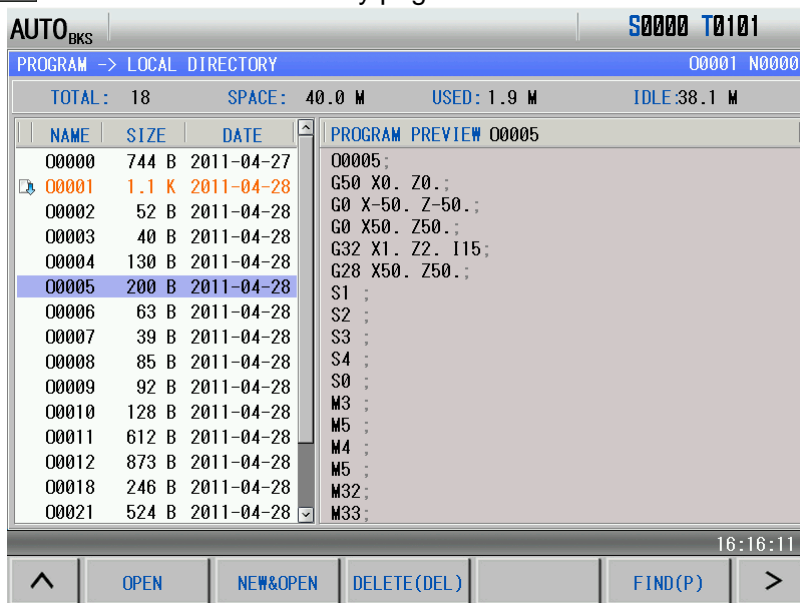 AUTO BKS S0000 T0101
PROGRAM -> LOCAL DIRECTORY O0001 N0000
TOTAL: 18 SPACE: 40.0 M USED: 1.9 M IDLE:38.1 M
NAME SIZE DATE
O0000 744 B 2011-04-27
O0001 1.1 K 2011-04-28
O0002 52 B 2011-04-28
O0003 40 B 2011-04-28
O0004 130 B 2011-04-28
O0005 200 B 2011-04-28
O0006 63 B 2011-04-28
O0007 39 B 2011-04-28
O0008 85 B 2011-04-28
O0009 92 B 2011-04-28
O0010 128 B 2011-04-28
O0011 612 B 2011-04-28
O0012 873 B 2011-04-28
O0018 246 B 2011-04-28
O0021 524 B 2011-04-28
PROGRAM PREVIEW O0005
O0005;
G50 X0. Z0.;
G0 X-50. Z-50.;
G0 X50. Z50.;
G32 X1. Z2. I15;
G28 X50. Z50.;
S1 ;
S2 ;
S3 ;
S4 ;
S0 ;
M3 ;
M5 ;
M4 ;
M5 ;
M32;
M33;
16:16:11
OPEN NEW&OPEN DELETE(DEL) FIND(P) >